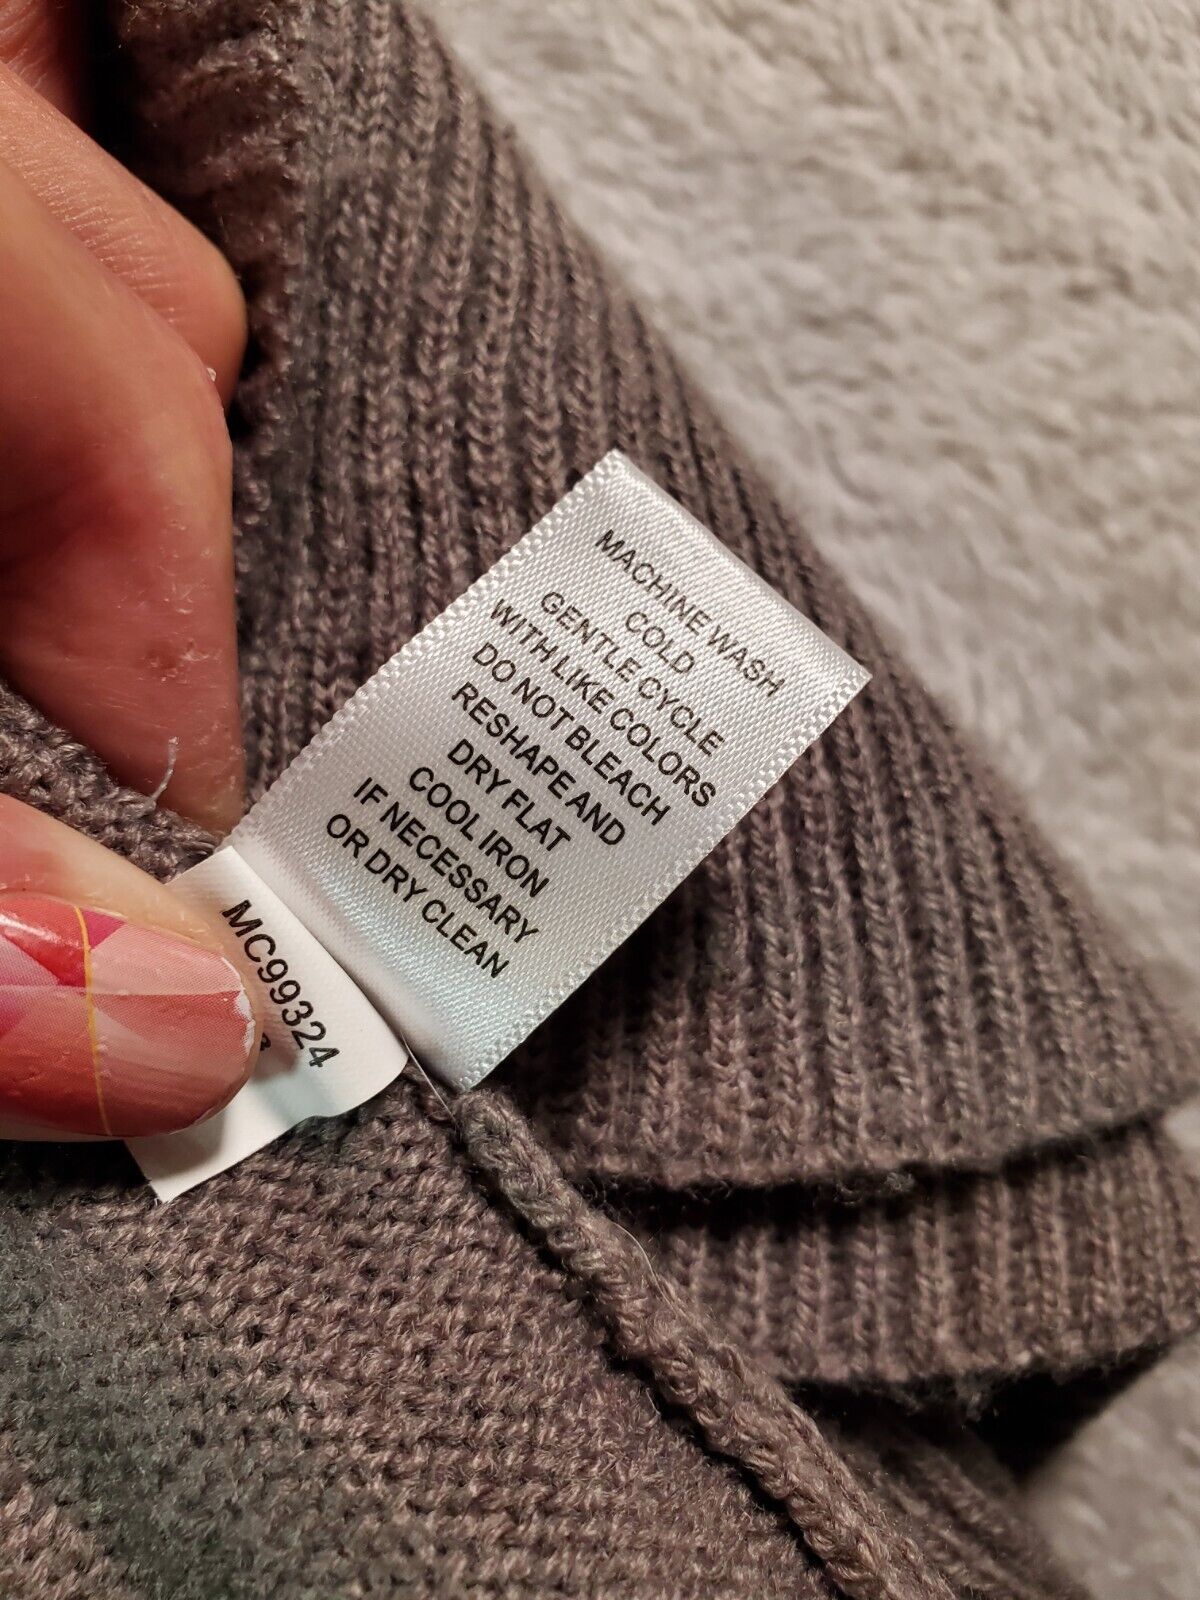 MACHINE WASH
COLD
GENTLE CYCLE
WITH LIKE COLORS
DO NOT BLEACH
RESHAPE AND
DRY FLAT
COOL IRON
IF NECESSARY
OR DRY CLEAN
MC99324